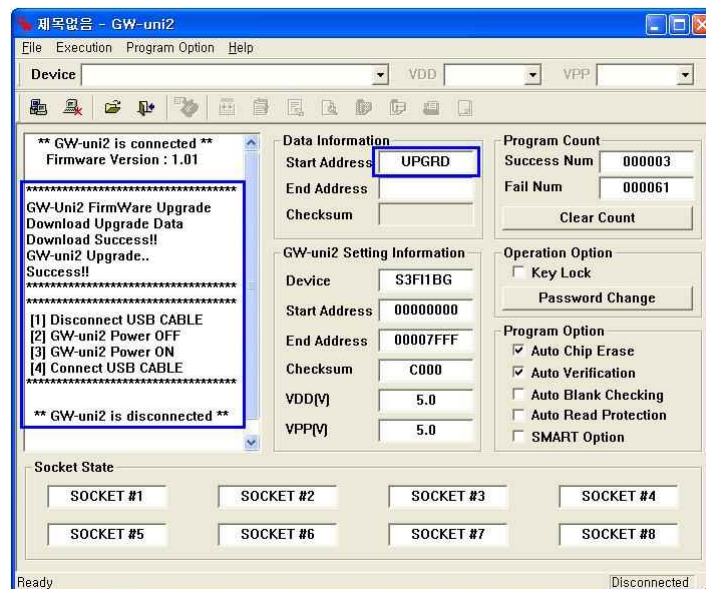 제목없음 - GW-uni2
File Execution Program Option Help
Device VDD VPP
** GW-uni2 is connected **
Firmware Version : 1.01
************************************
GW-Uni2 FirmWare Upgrade
Download Upgrade Data
Download Success!!
GW-uni2 Upgrade..
Success!!
************************************
************************************
[1] Disconnect USB CABLE
[2] GW-uni2 Power OFF
[3] GW-uni2 Power ON
[4] Connect USB CABLE
************************************
** GW-uni2 is disconnected **
Data Information
Start Address UPGRD
End Address
Checksum
GW-uni2 Setting Information
Device S3FI1BG
Start Address 00000000
End Address 00007FFF
Checksum C000
VDD(V) 5.0
VPP(V) 5.0
Program Count
Success Num 000003
Fail Num 000061
Clear Count
Operation Option
Key Lock
Password Change
Program Option
Auto Chip Erase
Auto Verification
Auto Blank Checking
Auto Read Protection
SMART Option
Socket State
SOCKET #1 SOCKET #2 SOCKET #3 SOCKET #4
SOCKET #5 SOCKET #6 SOCKET #7 SOCKET #8
Ready Disconnected